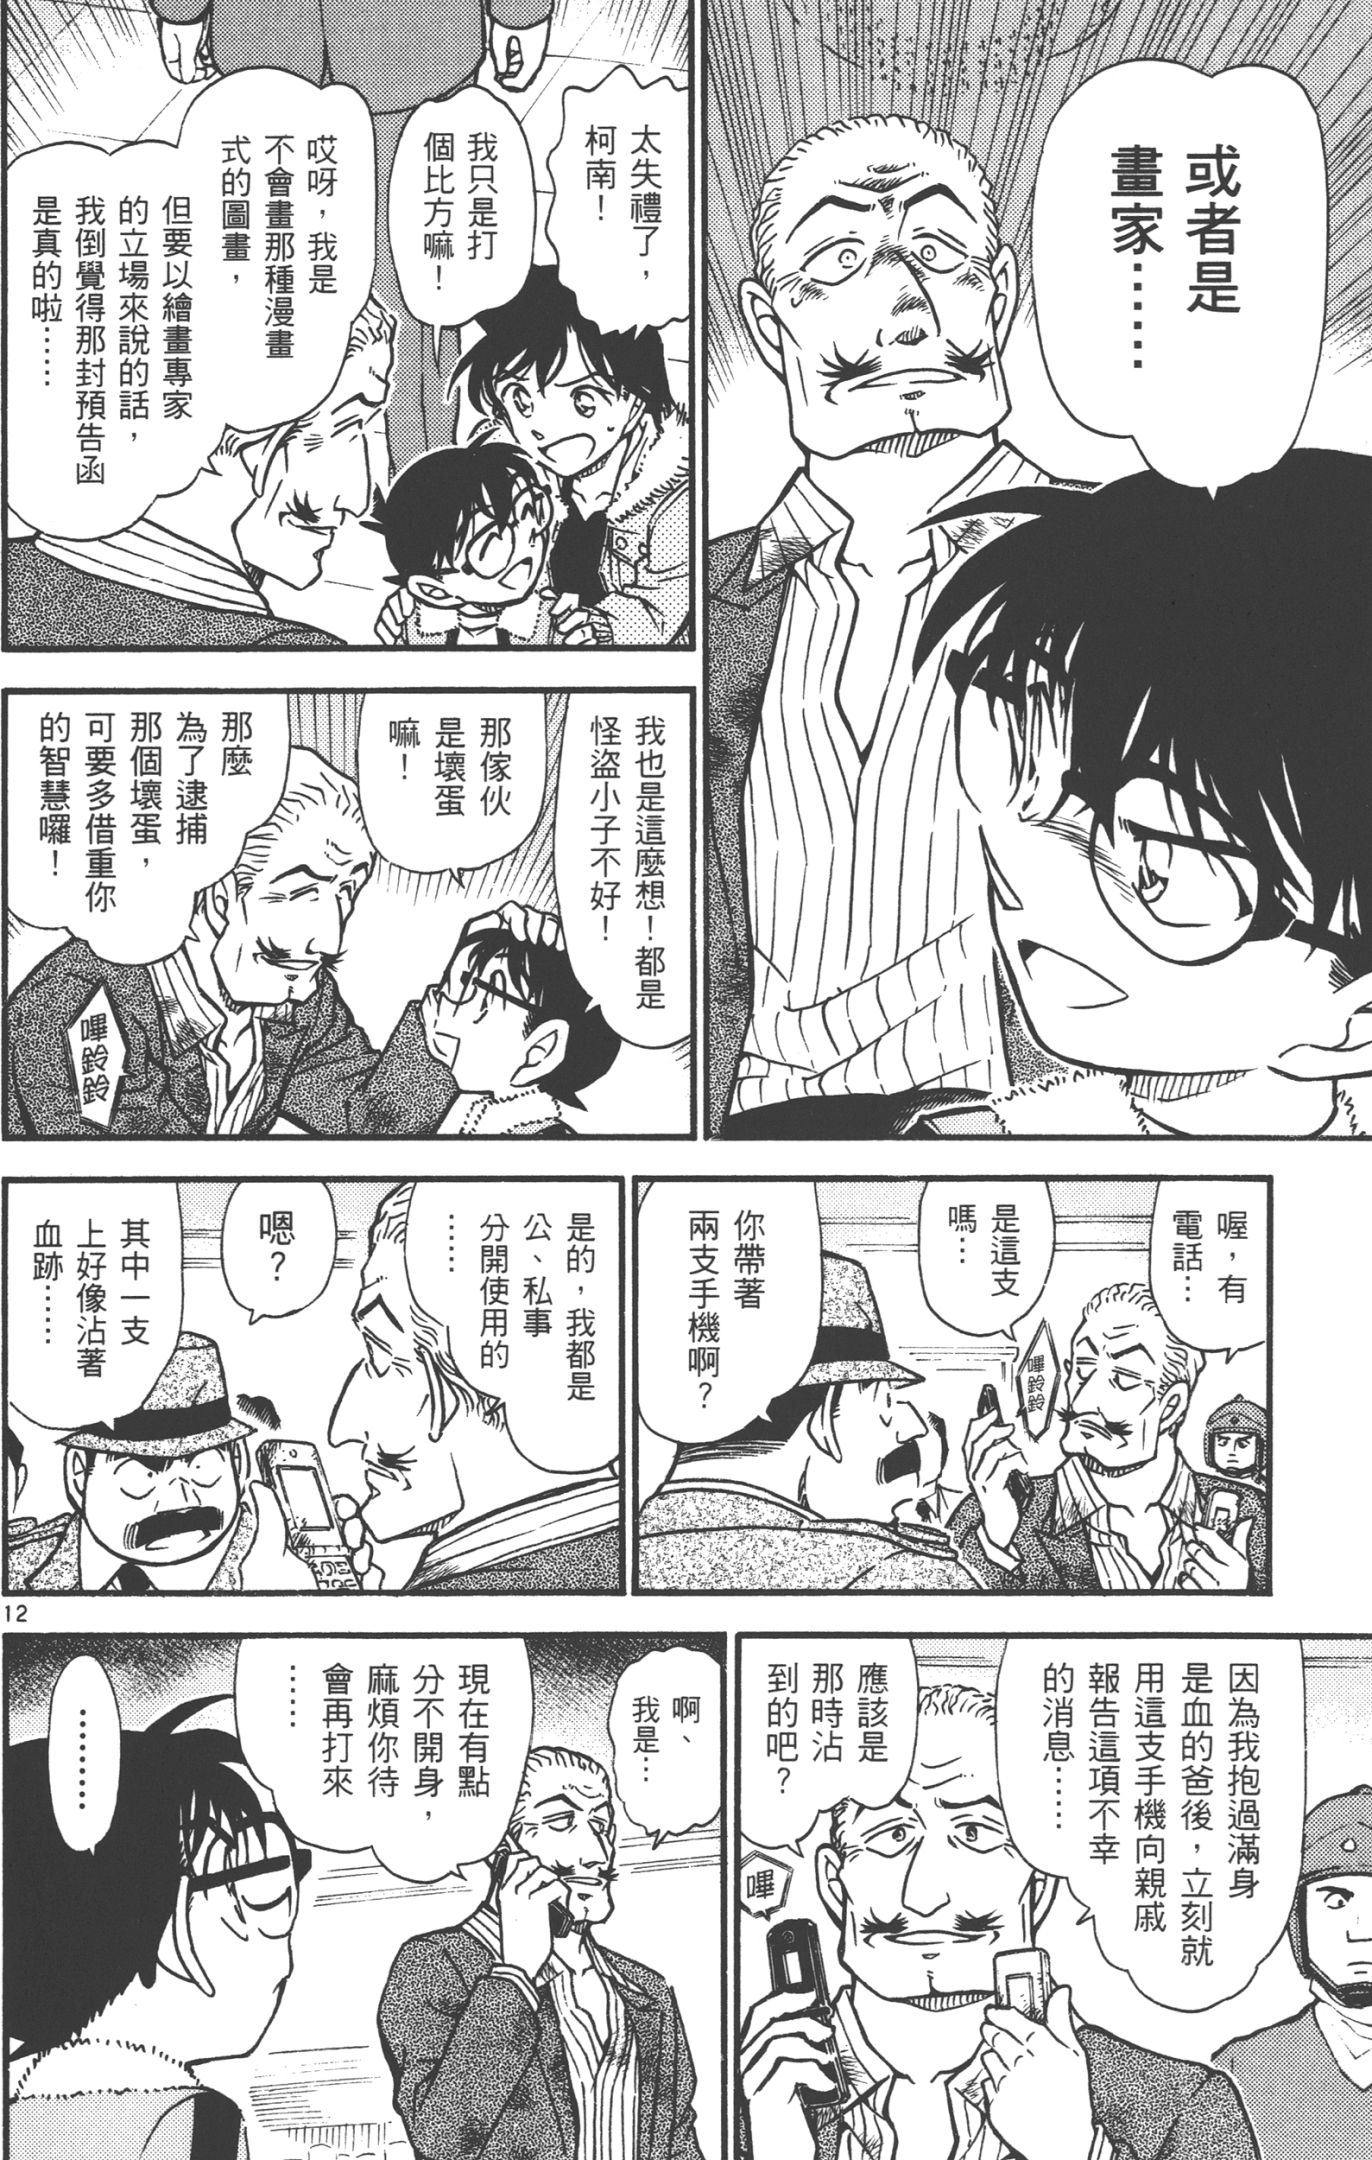 或者是
畫家……
太失禮了，
柯南！
我只是打
個比方嘛！
哎呀，我是
不會畫那種漫畫
式的圖畫，
但要以繪畫專家
的立場來說的話，
我倒覺得那封預告函
是真的啦……
我也是這麼想！都是
怪盜小子不好！
那傢伙
是壞蛋
嘛！
那麼
為了逮捕
那個壞蛋，
可要多借重你
的智慧囉！
嗶鈴鈴
喔，有
電話…
是這支
嗎…
嗶鈴鈴
你帶著
兩支手機啊？
是的，我都是
公、私事
分開使用的
……
嗯？
其中一支
上好像沾著
血跡……
12
因為我抱過滿身
是血的爸後，立刻就
用這支手機向親戚
報告這項不幸
的消息……
應該是
那時沾
到的吧？
嗶
啊、
我是…
現在有點
分不開身，
麻煩你待
會再打來
……
………